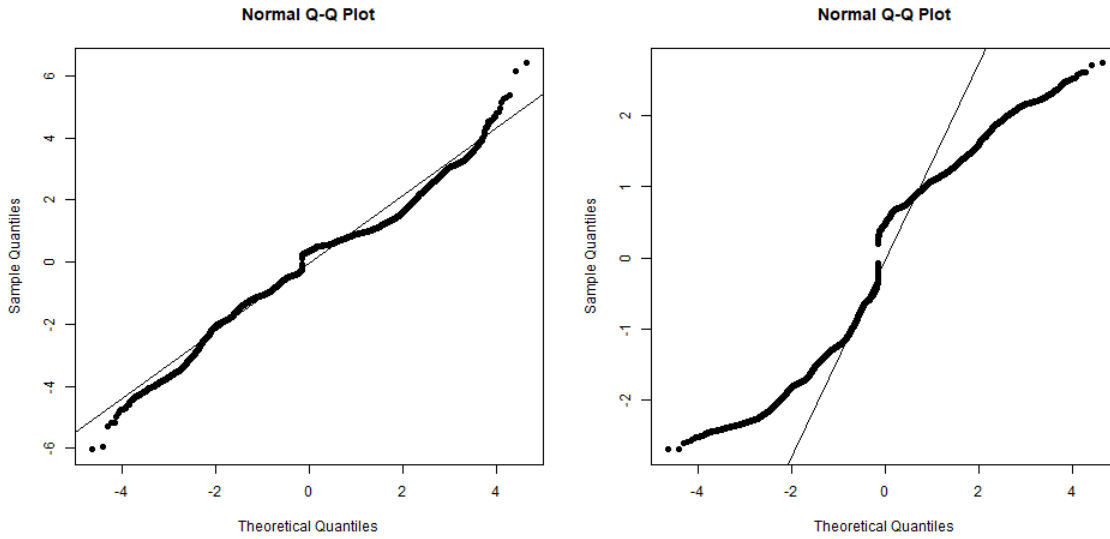 Normal Q-Q Plot
Sample Quantiles
6
4
2
0
-2
-4
-6
-4 -2 0 2 4
Theoretical Quantiles
Normal Q-Q Plot
Sample Quantiles
2
1
0
-1
-2
-4 -2 0 2 4
Theoretical Quantiles